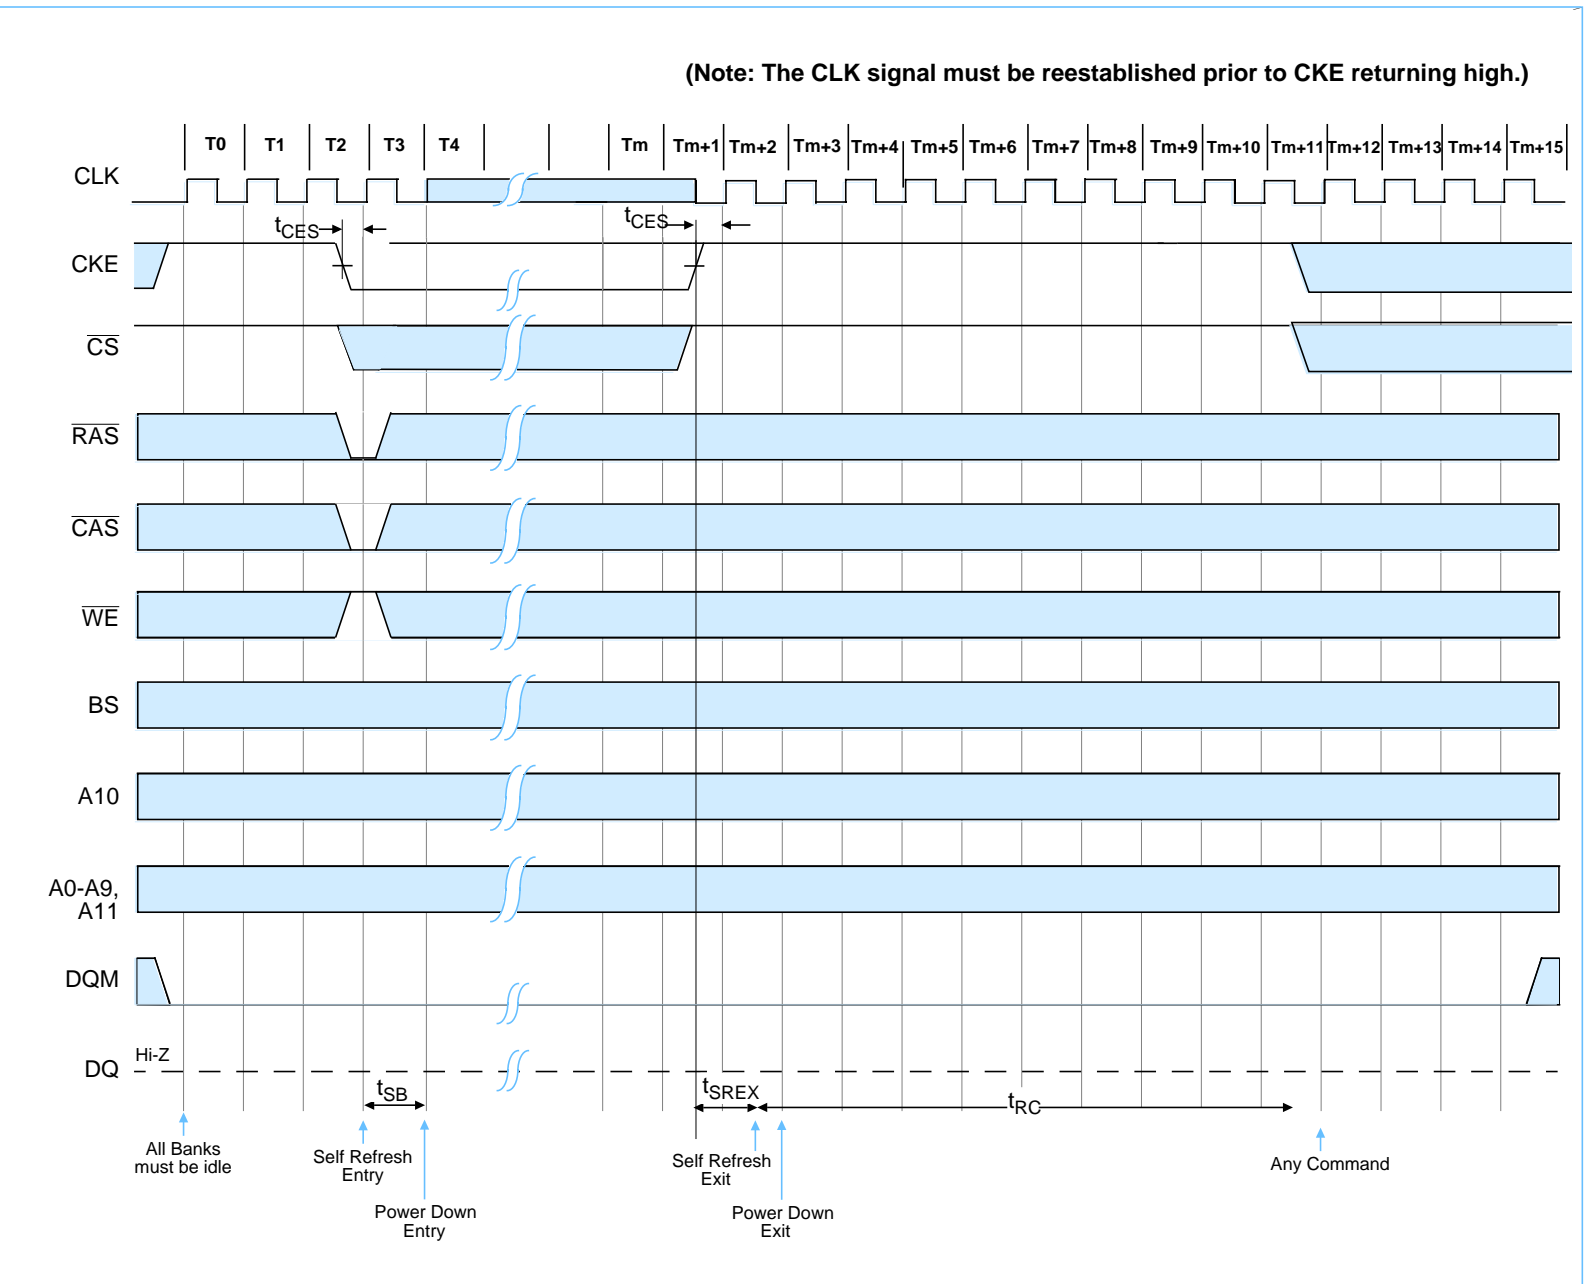 (Note: The CLK signal must be reestablished prior to CKE returning high.)
T0 T1 T2 T3 T4 Tm Tm+1 Tm+2 Tm+3 Tm+4 Tm+5 Tm+6 Tm+7 Tm+8 Tm+9 Tm+10 Tm+11 Tm+12 Tm+13 Tm+14 Tm+15
CLK
tCES
tCES
CKE
CS
RAS
CAS
WE
BS
A10
A0-A9,
A11
DQM
Hi-Z
DQ
tSB
tSREX
tRC
All Banks
must be idle
Self Refresh
Entry
Power Down
Entry
Self Refresh
Exit
Power Down
Exit
Any Command